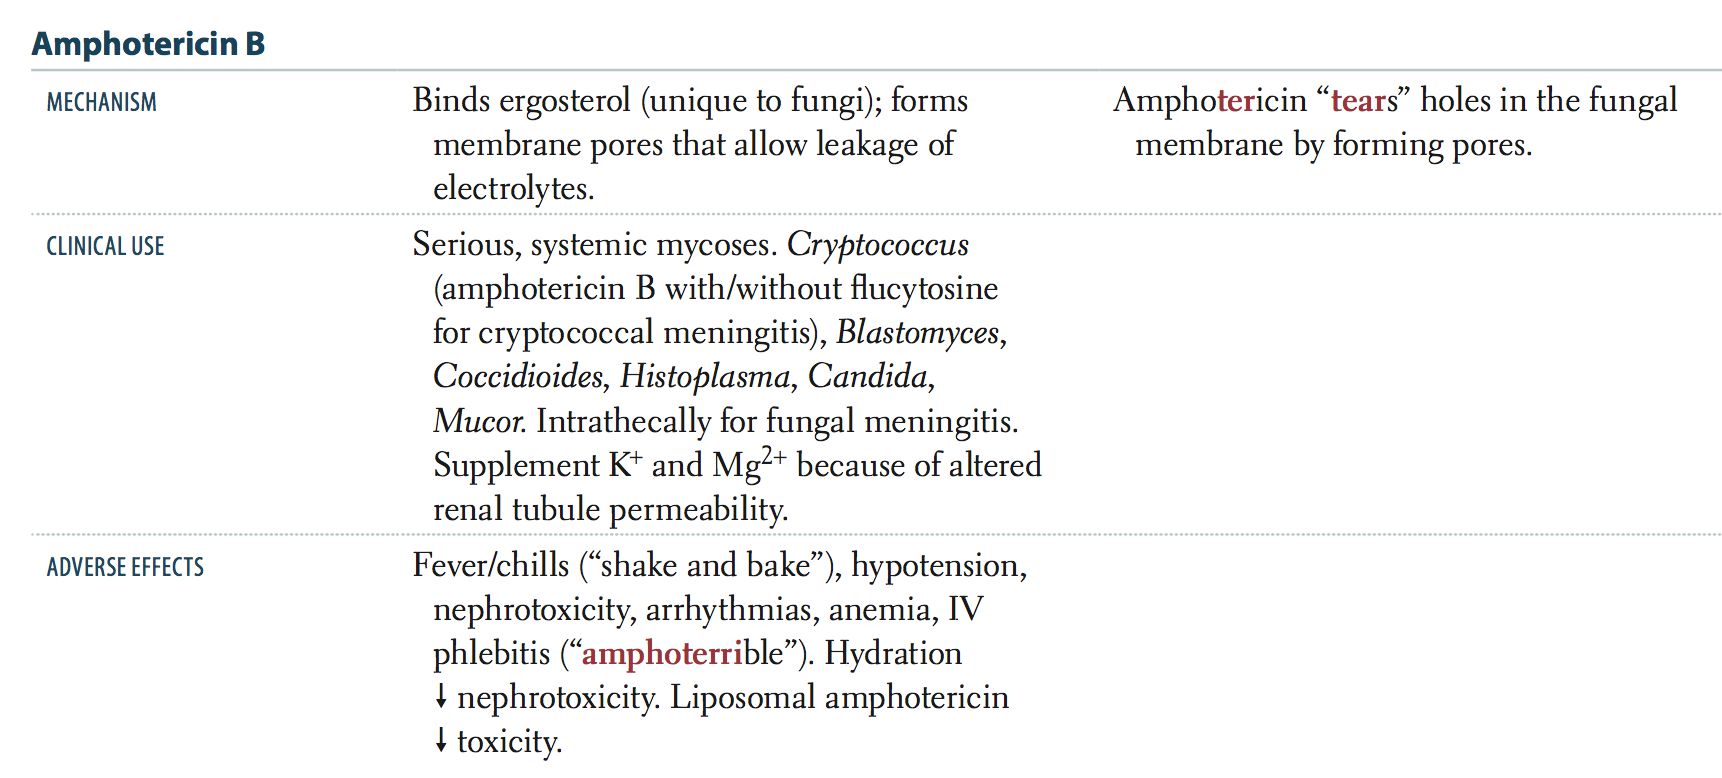 Amphotericin B
MECHANISM
Binds ergosterol (unique to fungi); forms
membrane pores that allow leakage of
electrolytes.
Amphotericin “tears” holes in the fungal
membrane by forming pores.
CLINICAL USE
Serious, systemic mycoses. Cryptococcus
(amphotericin B with/without flucytosine
for cryptococcal meningitis), Blastomyces,
Coccidioides, Histoplasma, Candida,
Mucor. Intrathecally for fungal meningitis.
Supplement K⁺ and Mg²⁺ because of altered
renal tubule permeability.
ADVERSE EFFECTS
Fever/chills (“shake and bake”), hypotension,
nephrotoxicity, arrhythmias, anemia, IV
phlebitis (“amphoterrible”). Hydration
↓ nephrotoxicity. Liposomal amphotericin
↓ toxicity.